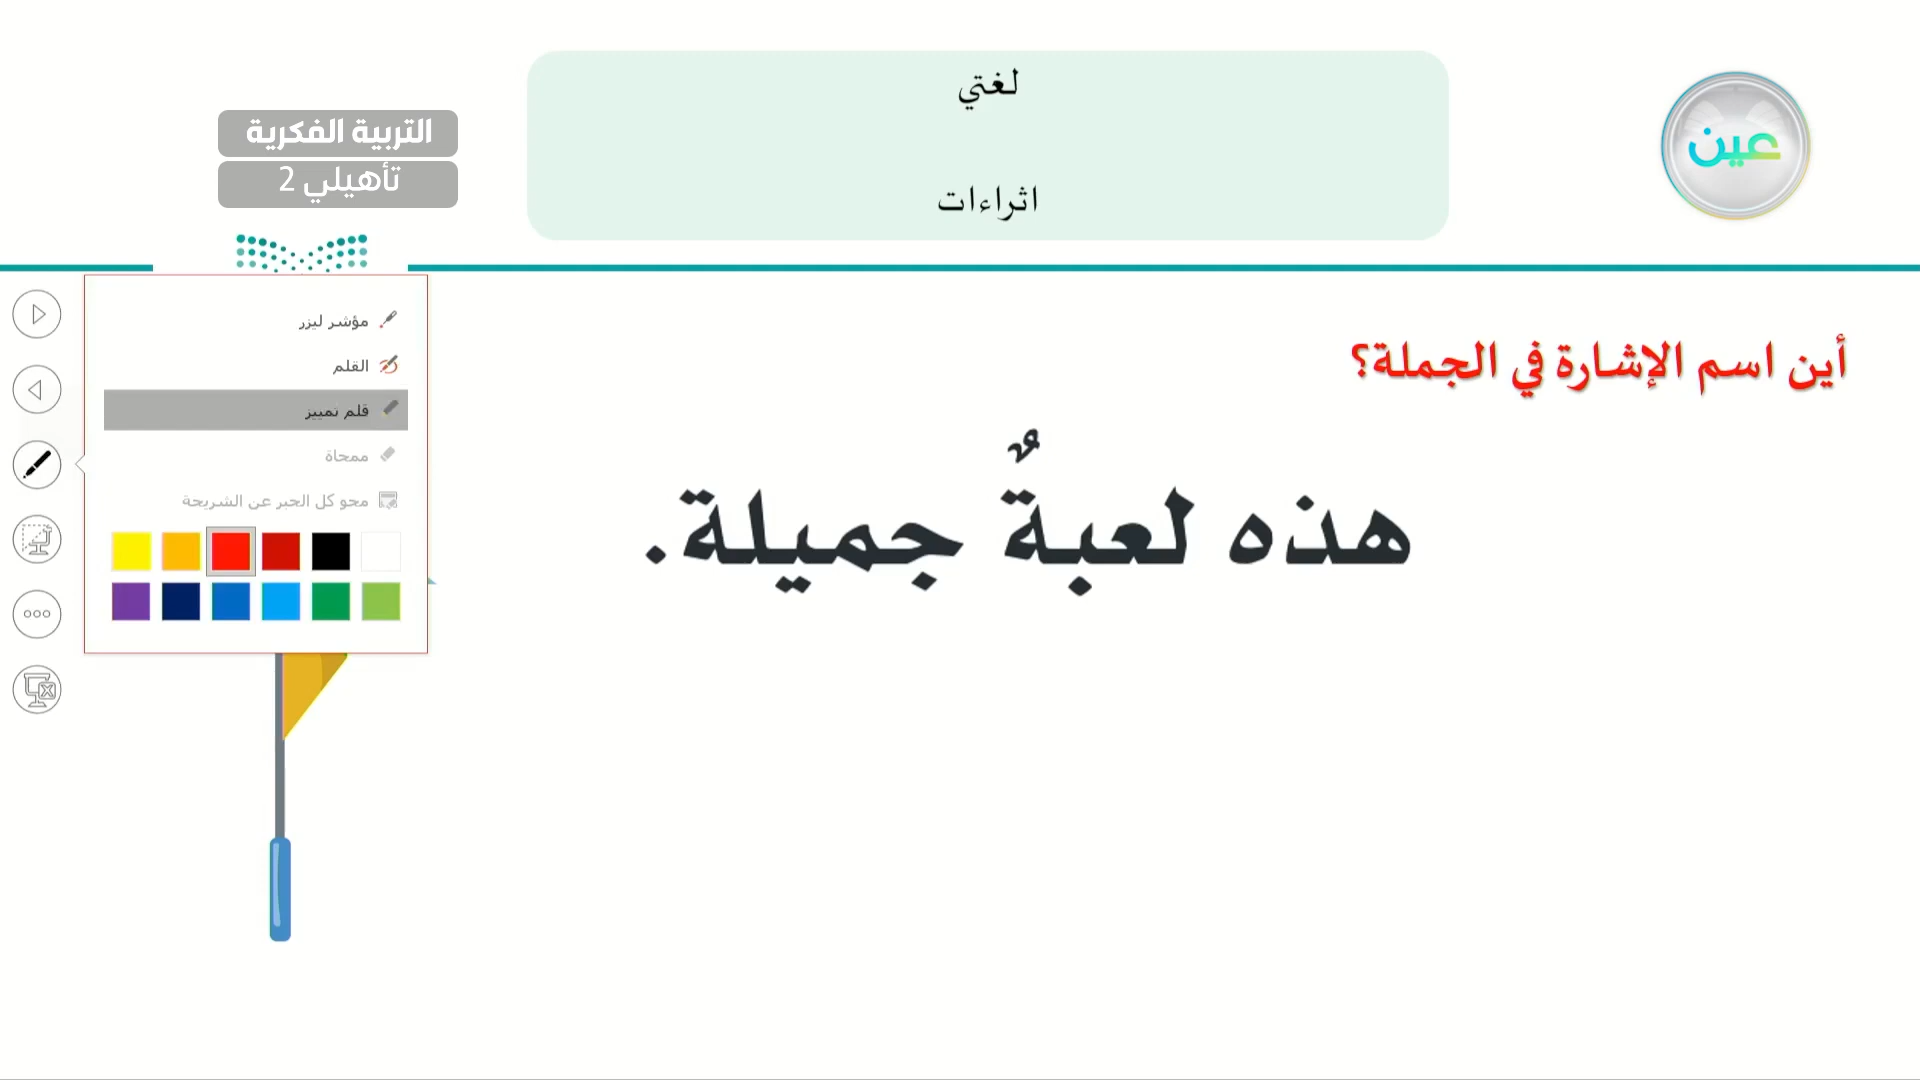 لغتي
اثراءات
عين
التربية الفكرية
تأهيلي 2
مؤشر ليزر
القلم
قلم تمييز
ممحاة
محو كل الحبر عن الشريحة
أين اسم الإشارة في الجملة؟
هذه لعبةٌ جميلة.